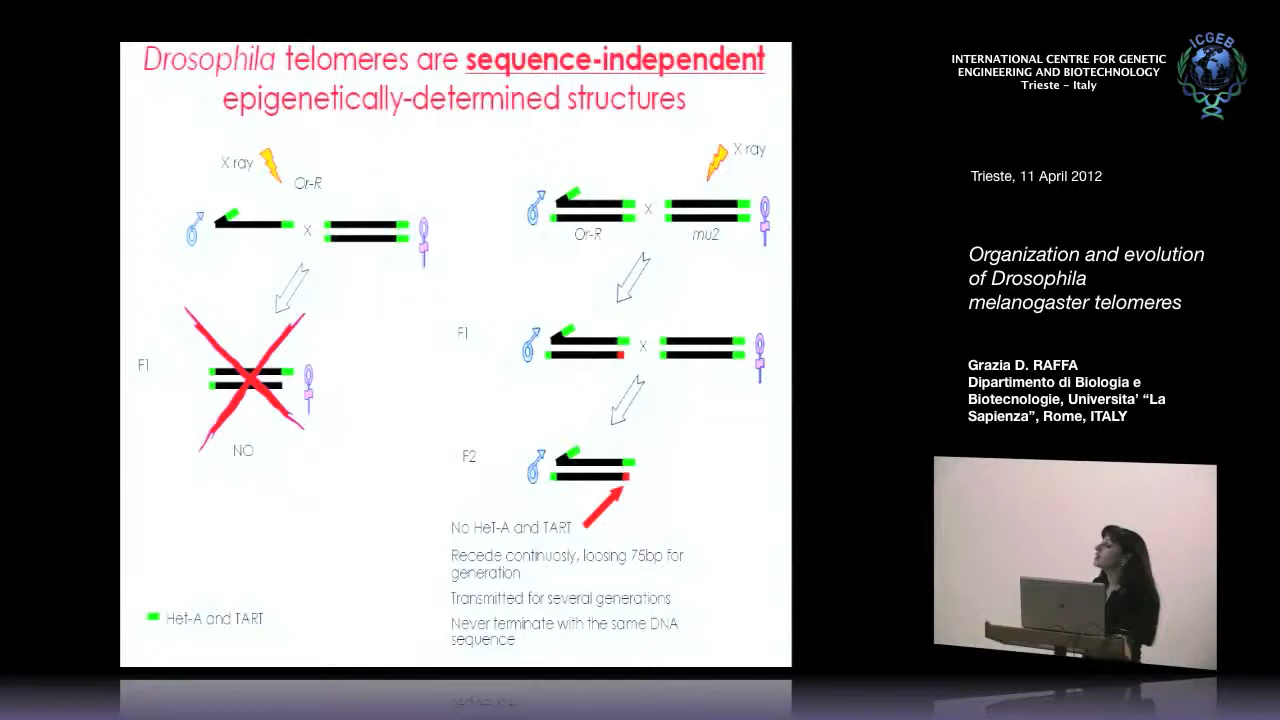 Drosophila telomeres are sequence-independent
epigenetically-determined structures
X ray
Or-R
X
F1
NO
Het-A and TART
X ray
X
Or-R
mu2
F1
X
F2
No HeT-A and TART
Recede continuosly, loosing 75bp for
generation
Transmitted for several generations
Never terminate with the same DNA
sequence
INTERNATIONAL CENTRE FOR GENETIC
ENGINEERING AND BIOTECHNOLOGY
Trieste - Italy
ICGEB
Trieste, 11 April 2012
Organization and evolution
of Drosophila
melanogaster telomeres
Grazia D. RAFFA
Dipartimento di Biologia e
Biotecnologie, Universita' “La
Sapienza”, Rome, ITALY